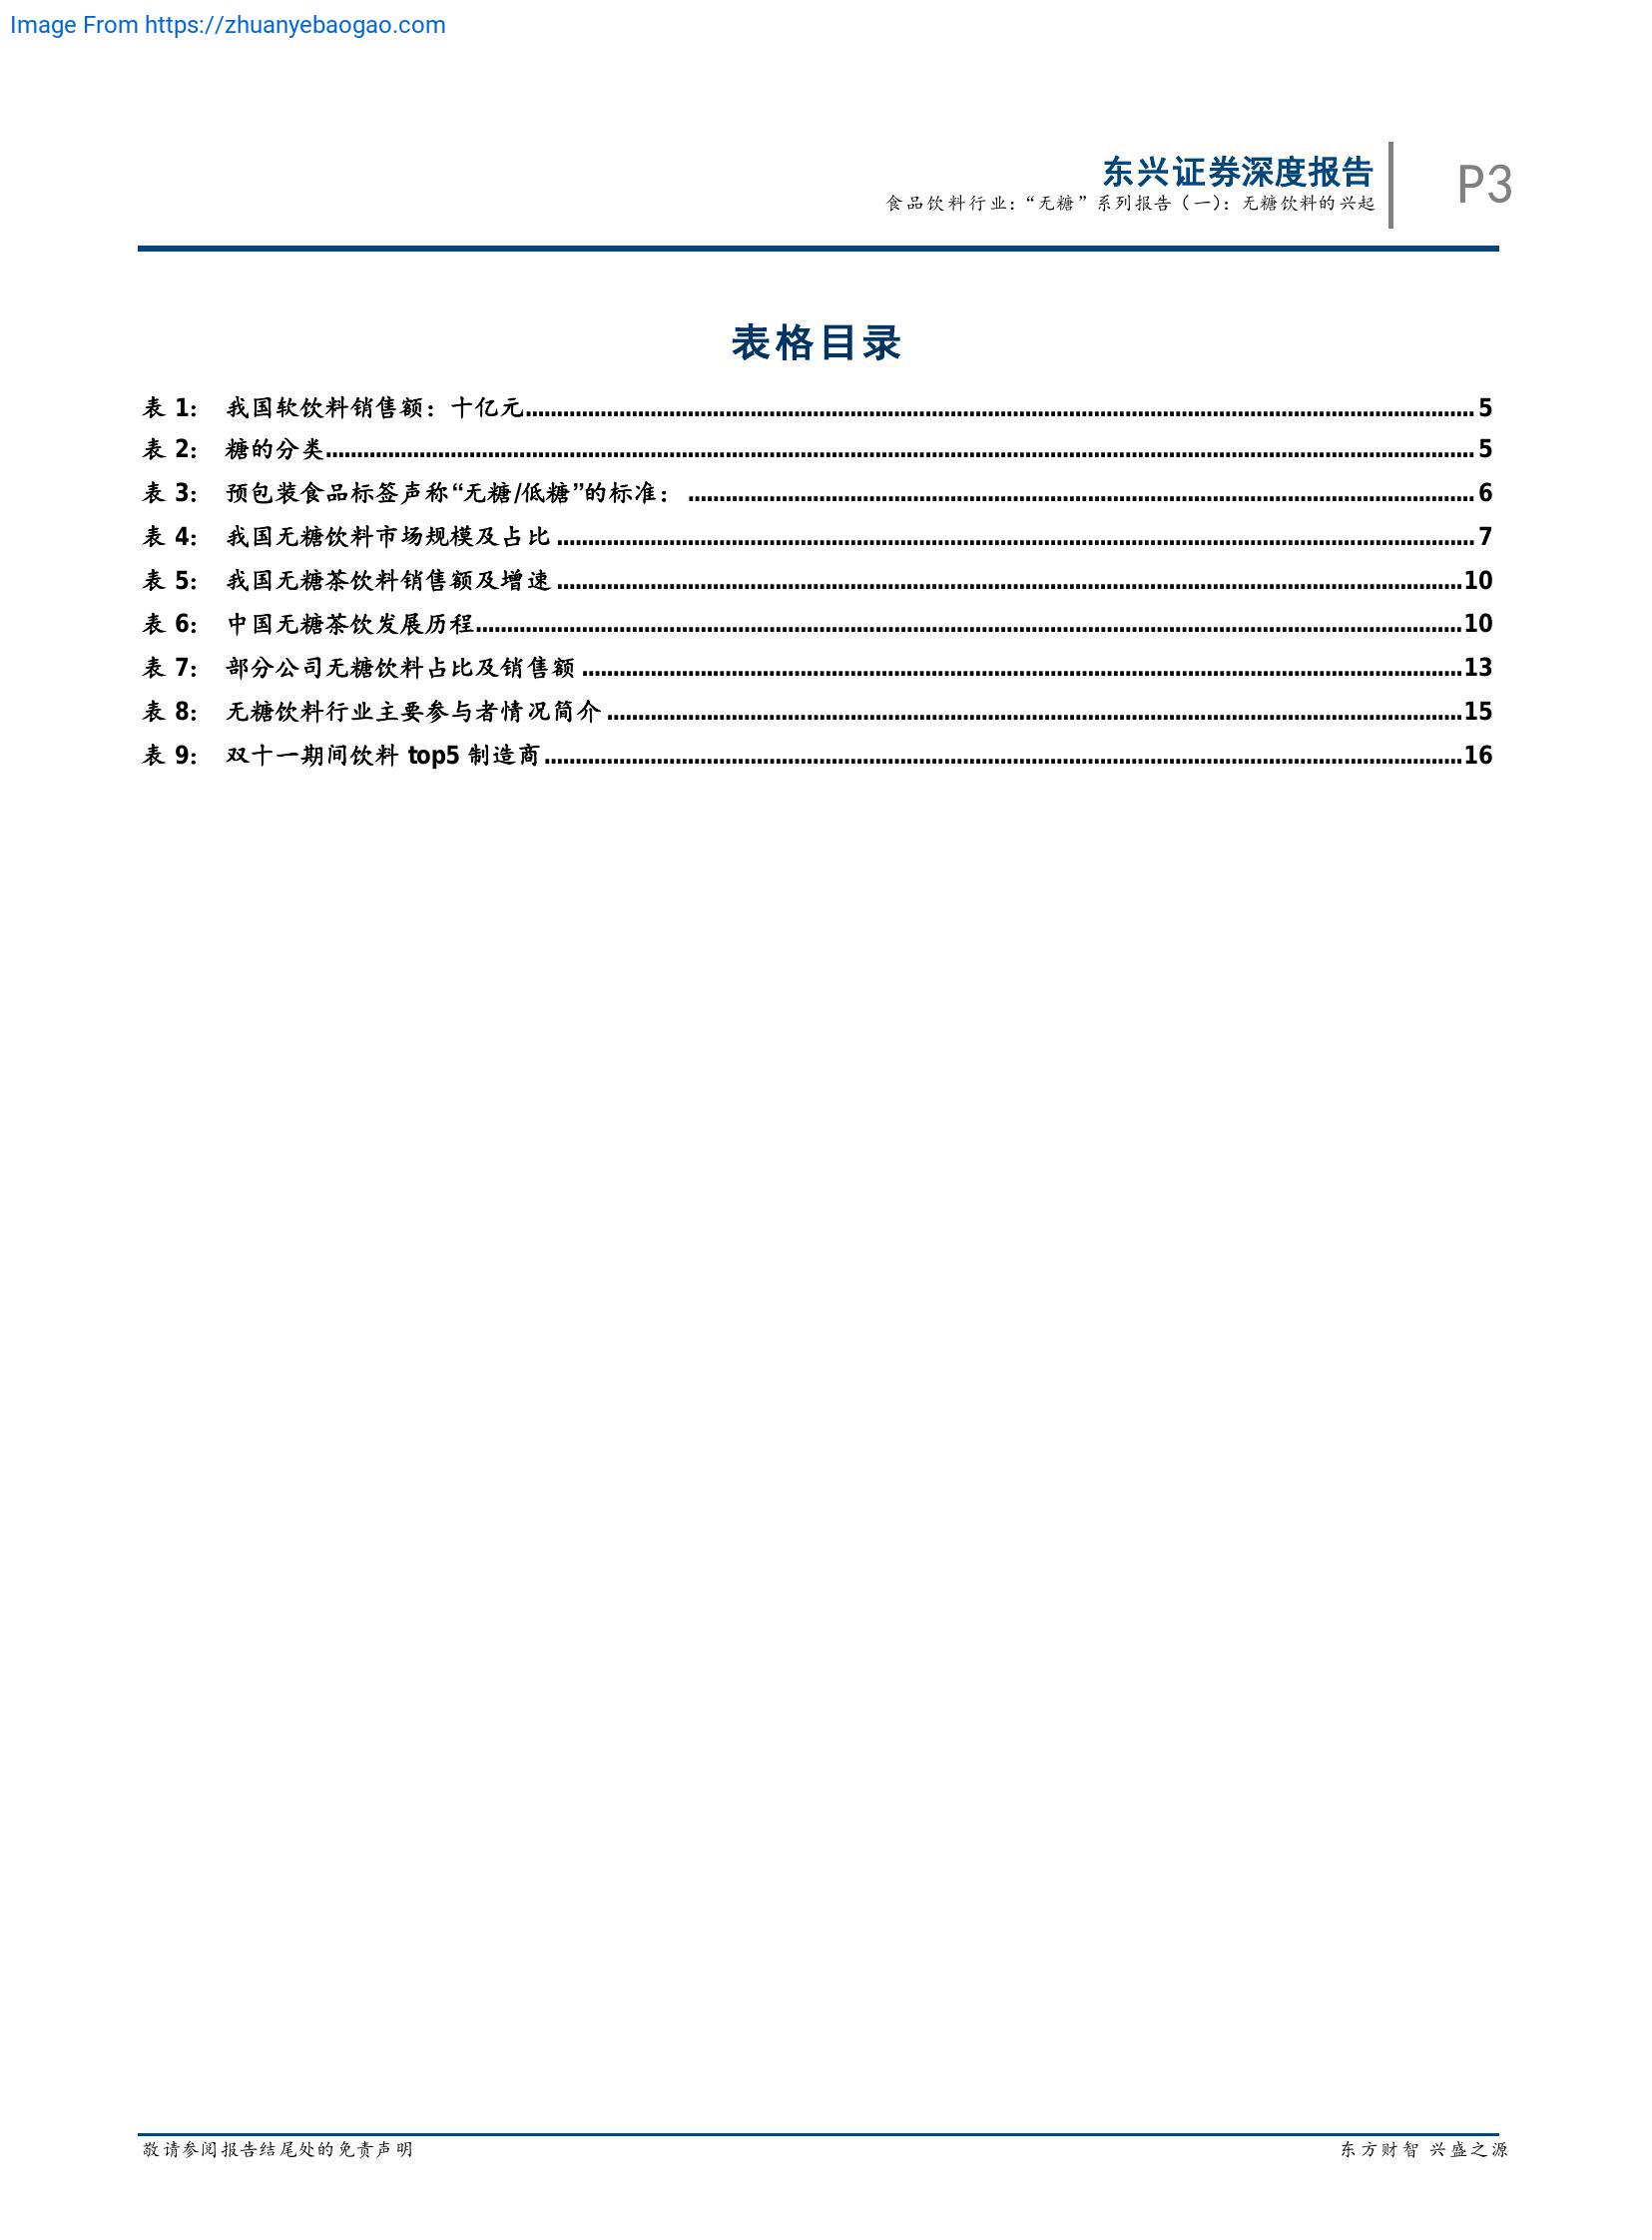 Image From https://zhuanyebaogao.com
东兴证券深度报告
食品饮料行业：“无糖”系列报告（一）：无糖饮料的兴起
P3
表格目录
表 1： 我国软饮料销售额：十亿元 5
表 2： 糖的分类 5
表 3： 预包装食品标签声称“无糖/低糖”的标准： 6
表 4： 我国无糖饮料市场规模及占比 7
表 5： 我国无糖茶饮料销售额及增速 10
表 6： 中国无糖茶饮发展历程 10
表 7： 部分公司无糖饮料占比及销售额 13
表 8： 无糖饮料行业主要参与者情况简介 15
表 9： 双十一期间饮料 top5 制造商 16
敬请参阅报告结尾处的免责声明
东方财智 兴盛之源